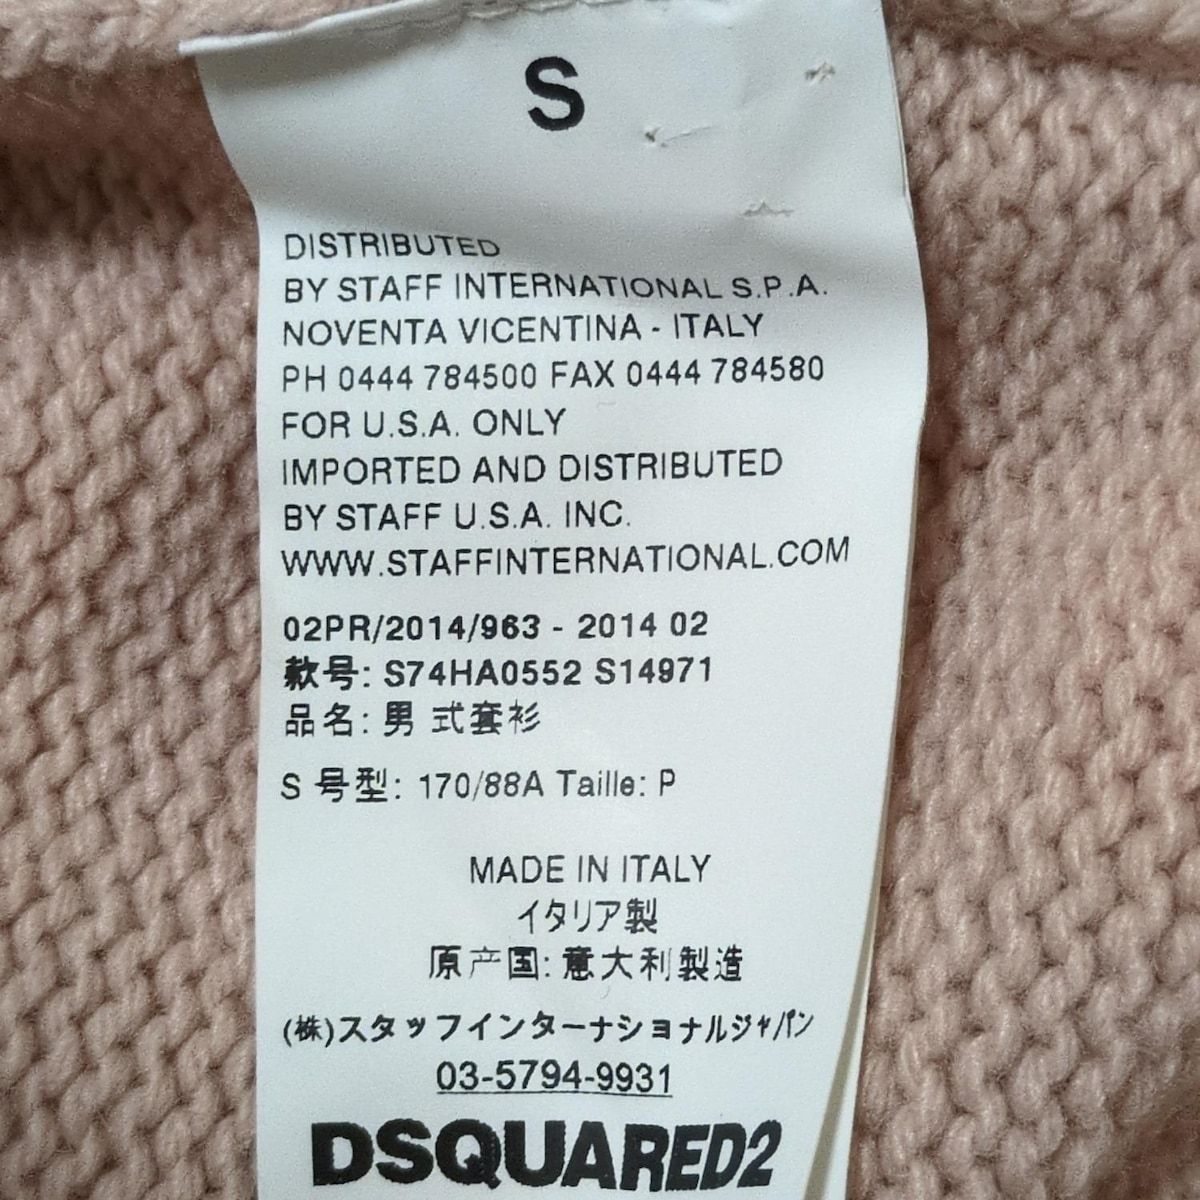 S
DISTRIBUTED
BY STAFF INTERNATIONAL S.P.A.
NOVENTA VICENTINA - ITALY
PH 0444 784500 FAX 0444 784580
FOR U.S.A. ONLY
IMPORTED AND DISTRIBUTED
BY STAFF U.S.A. INC.
WWW.STAFFINTERNATIONAL.COM
02PR/2014/963 - 2014 02
款号: S74HA0552 S14971
品名: 男 式套衫
S 号型: 170/88A Taille: P
MADE IN ITALY
イタリア製
原产国: 意大利製造
(株)スタッフインターナショナルジャパン
03-5794-9931
DSQUARED2